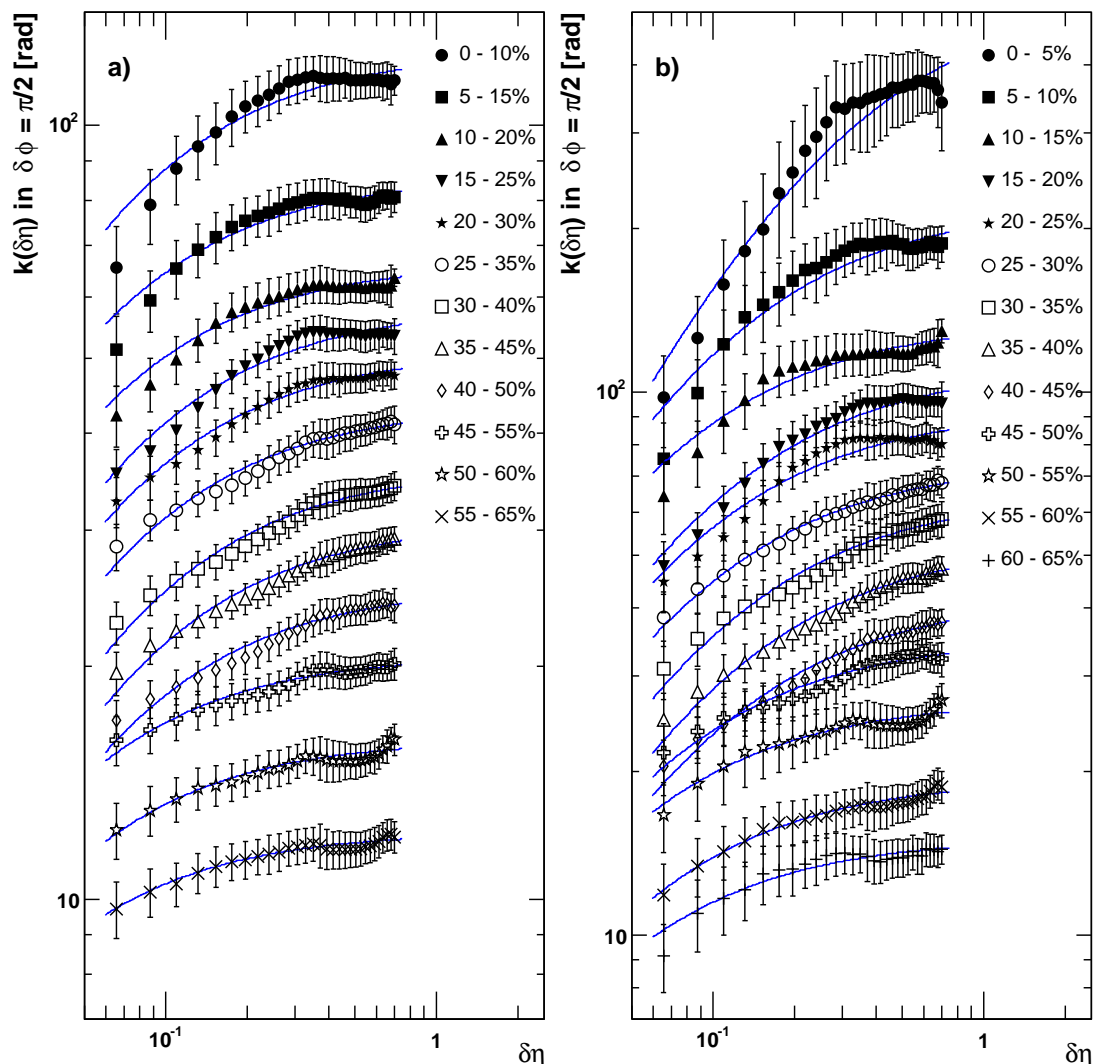 k(δη) in δ ϕ = π/2 [rad]
a)
0 - 10%
5 - 15%
10 - 20%
15 - 25%
20 - 30%
25 - 35%
30 - 40%
35 - 45%
40 - 50%
45 - 55%
50 - 60%
55 - 65%
10²
10
10⁻¹
1
δη
k(δη) in δ ϕ = π/2 [rad]
b)
0 - 5%
5 - 10%
10 - 15%
15 - 20%
20 - 25%
25 - 30%
30 - 35%
35 - 40%
40 - 45%
45 - 50%
50 - 55%
55 - 60%
60 - 65%
10²
10
10⁻¹
1
δη